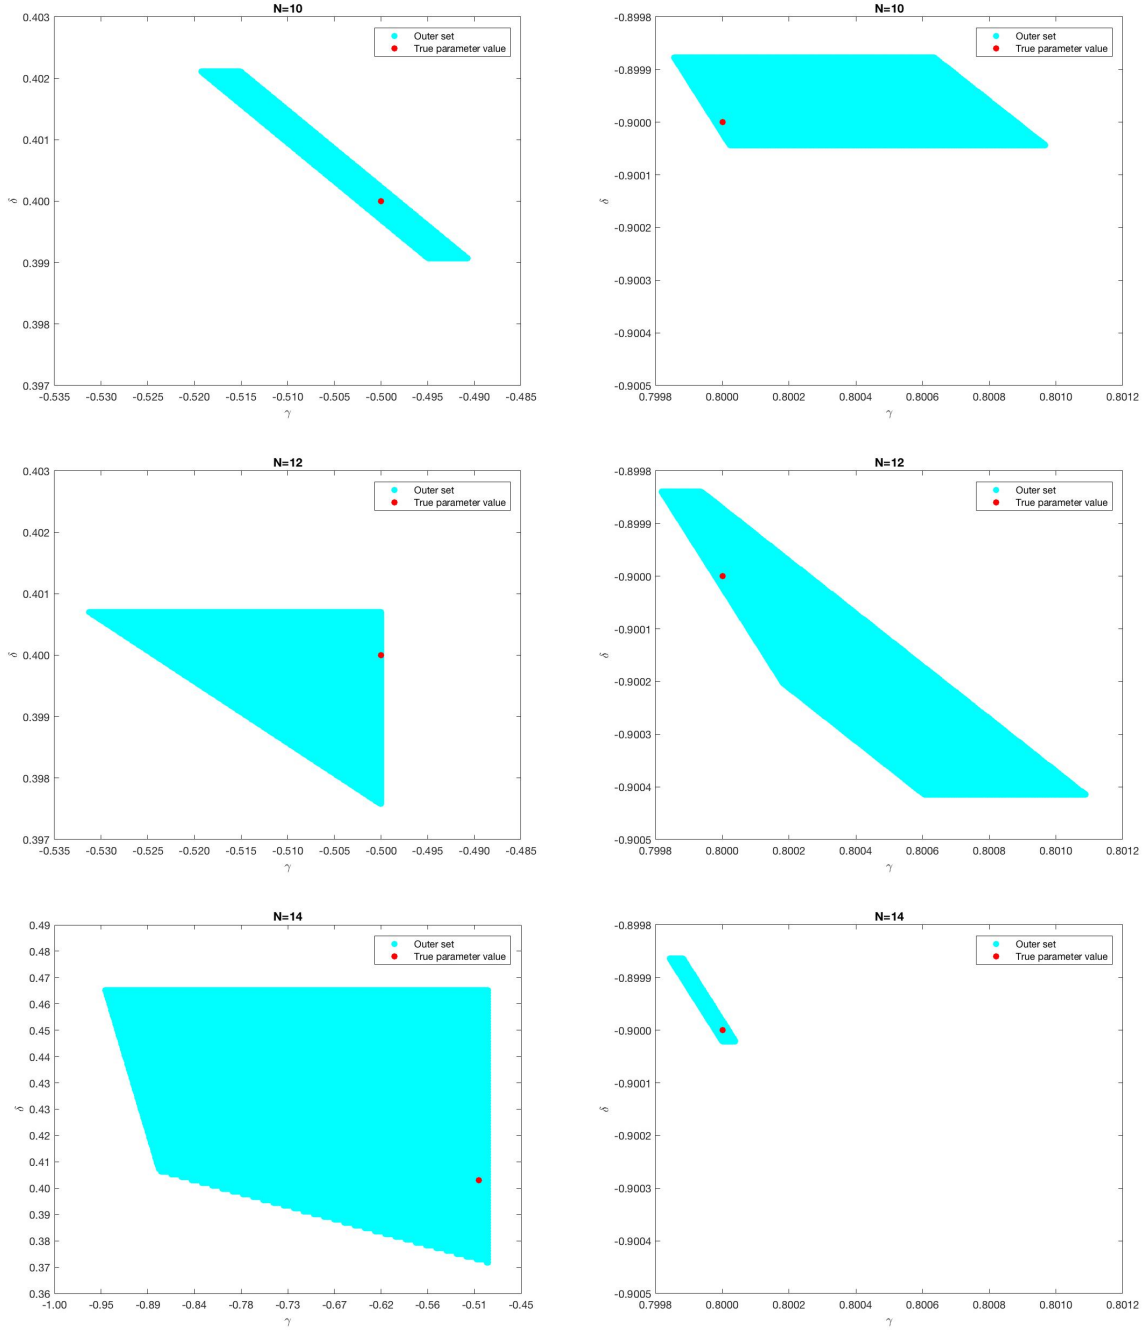 N=10
0.403
0.402
0.401
0.400
0.399
0.398
0.397
δ
Outer set
True parameter value
-0.535 -0.530 -0.525 -0.520 -0.515 -0.510 -0.505 -0.500 -0.495 -0.490 -0.485
γ
N=10
-0.8998
-0.8999
-0.9000
-0.9001
-0.9002
-0.9003
-0.9004
-0.9005
δ
Outer set
True parameter value
0.7998 0.8000 0.8002 0.8004 0.8006 0.8008 0.8010 0.8012
γ
N=12
0.403
0.402
0.401
0.400
0.399
0.398
0.397
δ
Outer set
True parameter value
-0.535 -0.530 -0.525 -0.520 -0.515 -0.510 -0.505 -0.500 -0.495 -0.490 -0.485
γ
N=12
-0.8998
-0.8999
-0.9000
-0.9001
-0.9002
-0.9003
-0.9004
-0.9005
δ
Outer set
True parameter value
0.7998 0.8000 0.8002 0.8004 0.8006 0.8008 0.8010 0.8012
γ
N=14
0.49
0.48
0.47
0.46
0.45
0.44
0.43
0.43
0.42
0.41
0.40
0.39
0.38
0.37
0.36
δ
Outer set
True parameter value
-1.00 -0.95 -0.89 -0.84 -0.78 -0.73 -0.67 -0.62 -0.56 -0.51 -0.45
γ
N=14
-0.8998
-0.8999
-0.9000
-0.9001
-0.9002
-0.9003
-0.9004
-0.9005
δ
Outer set
True parameter value
0.7998 0.8000 0.8002 0.8004 0.8006 0.8008 0.8010 0.8012
γ